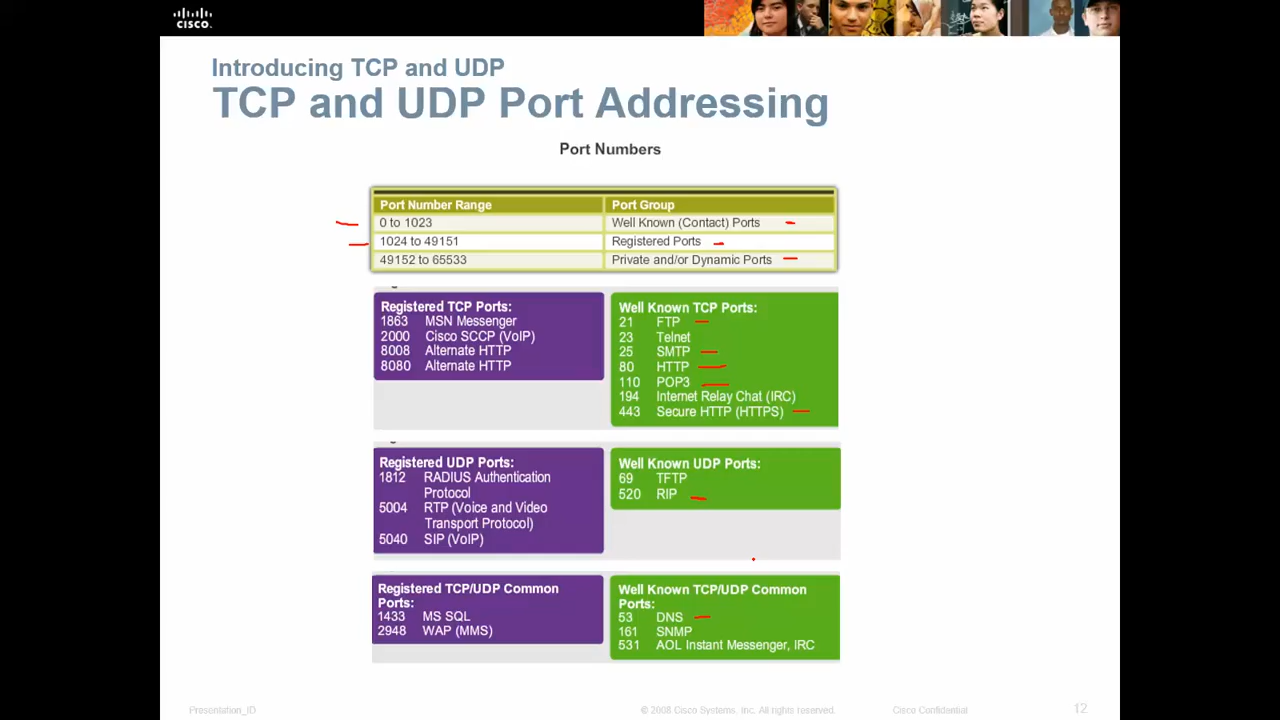 CISCO
Introducing TCP and UDP
TCP and UDP Port Addressing
Port Numbers
Port Number Range Port Group
0 to 1023 Well Known (Contact) Ports
1024 to 49151 Registered Ports
49152 to 65533 Private and/or Dynamic Ports
Registered TCP Ports:
1863 MSN Messenger
2000 Cisco SCCP (VoIP)
8008 Alternate HTTP
8080 Alternate HTTP
Well Known TCP Ports:
21 FTP
23 Telnet
25 SMTP
80 HTTP
110 POP3
194 Internet Relay Chat (IRC)
443 Secure HTTP (HTTPS)
Registered UDP Ports:
1812 RADIUS Authentication
Protocol
5004 RTP (Voice and Video
Transport Protocol)
5040 SIP (VoIP)
Well Known UDP Ports:
69 TFTP
520 RIP
Registered TCP/UDP Common
Ports:
1433 MS SQL
2948 WAP (MMS)
Well Known TCP/UDP Common
Ports:
53 DNS
161 SNMP
531 AOL Instant Messenger, IRC
Presentation_ID © 2008 Cisco Systems, Inc. All rights reserved. Cisco Confidential 12